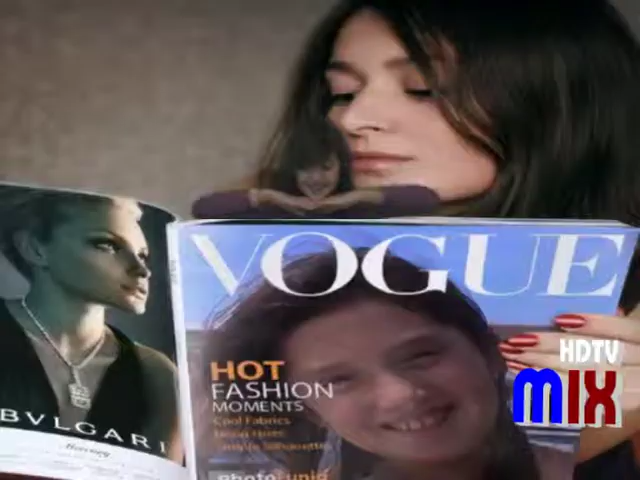 VOGUE
HOT
FASHION
MOMENTS
Cool Fabrics
BVLGARI
HDTV
MIX